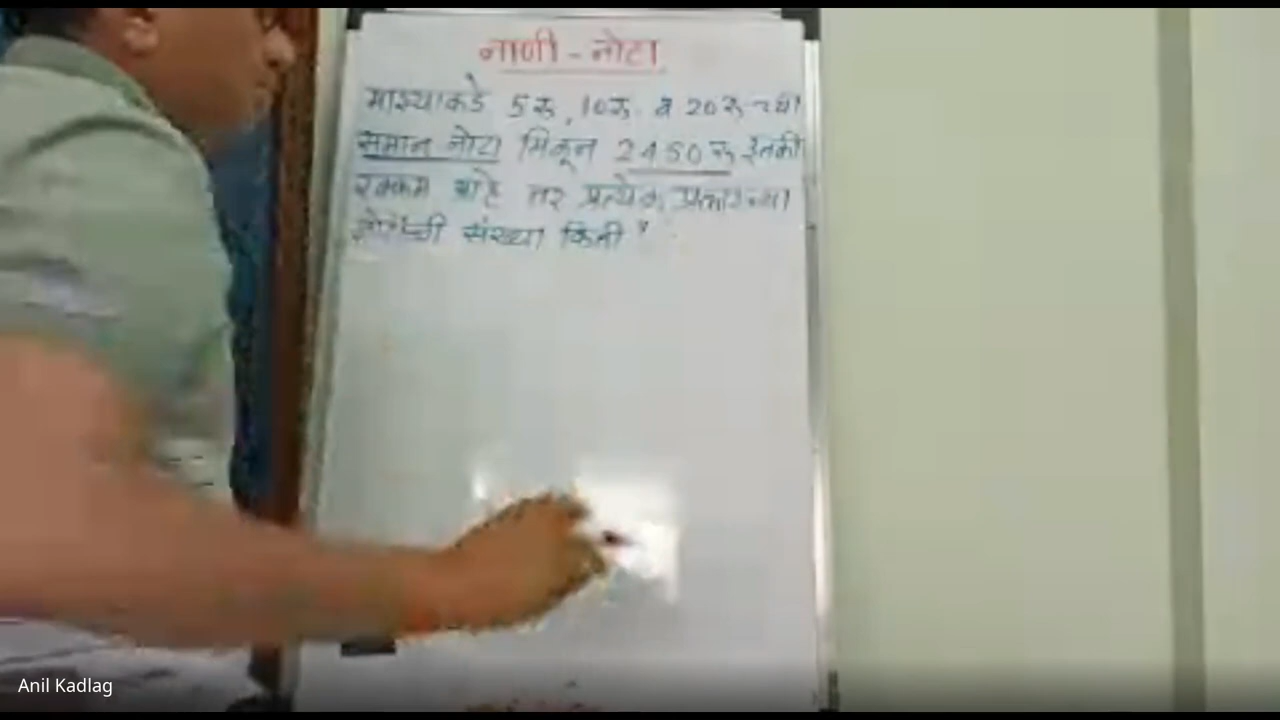 नाणी - नोटा
माझ्याकडे 5रु, 10रु. व 20रु च्या
समान नोटा मिळून 2450 रु इतकी
रक्कम आहे तर प्रत्येक प्रकारच्या
नोटांची संख्या किती ?
Anil Kadlag